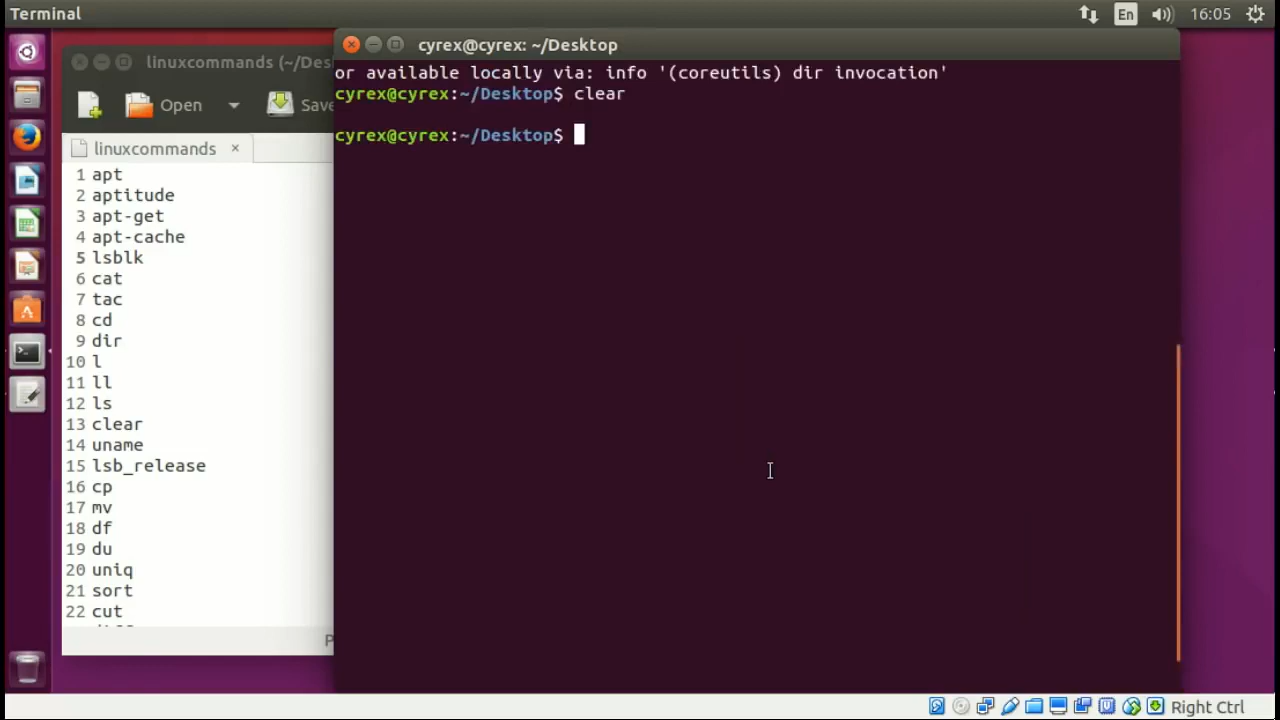 Terminal
En
16:05
linuxcommands (~/Des
Open
Save
linuxcommands ×
1 apt
2 aptitude
3 apt-get
4 apt-cache
5 lsblk
6 cat
7 tac
8 cd
9 dir
10 l
11 ll
12 ls
13 clear
14 uname
15 lsb_release
16 cp
17 mv
18 df
19 du
20 uniq
21 sort
22 cut
cyrex@cyrex: ~/Desktop
or available locally via: info '(coreutils) dir invocation'
cyrex@cyrex:~/Desktop$ clear
cyrex@cyrex:~/Desktop$
Right Ctrl